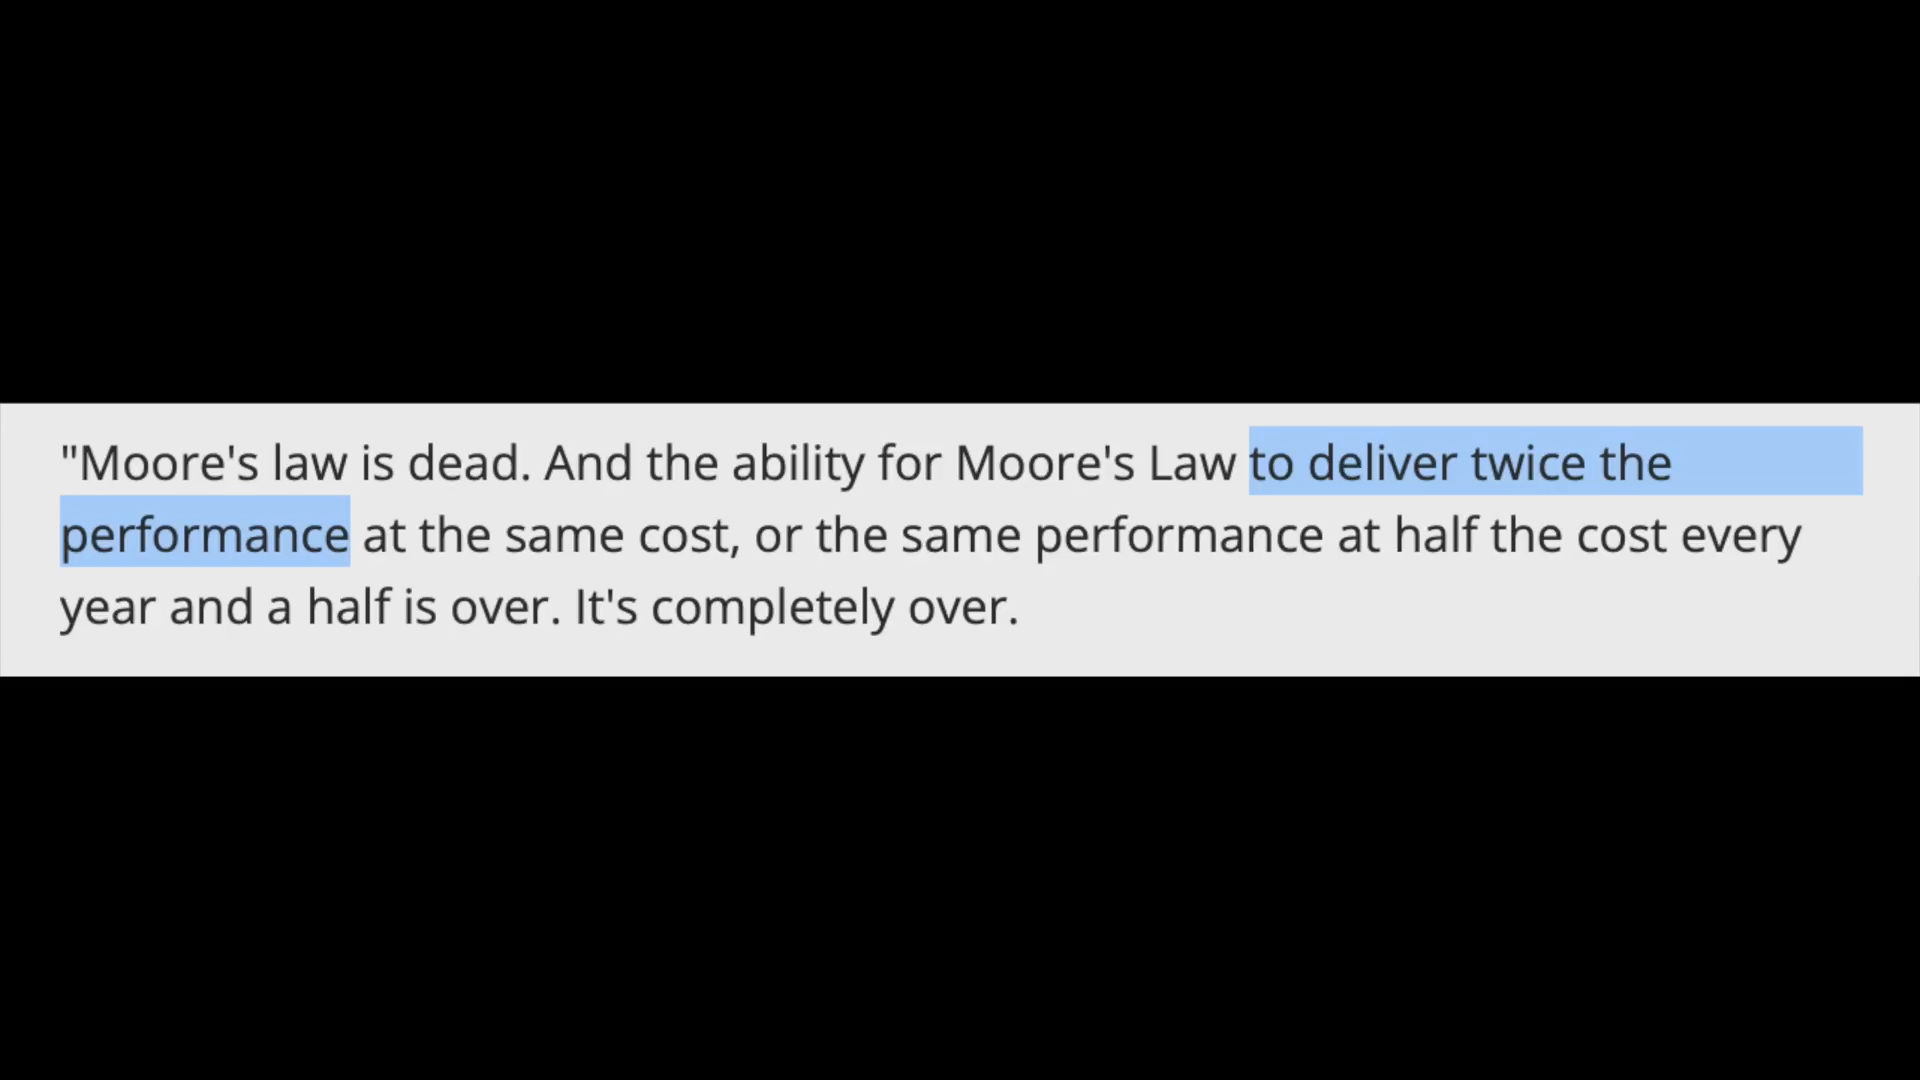 "Moore's law is dead. And the ability for Moore's Law to deliver twice the
performance at the same cost, or the same performance at half the cost every
year and a half is over. It's completely over.